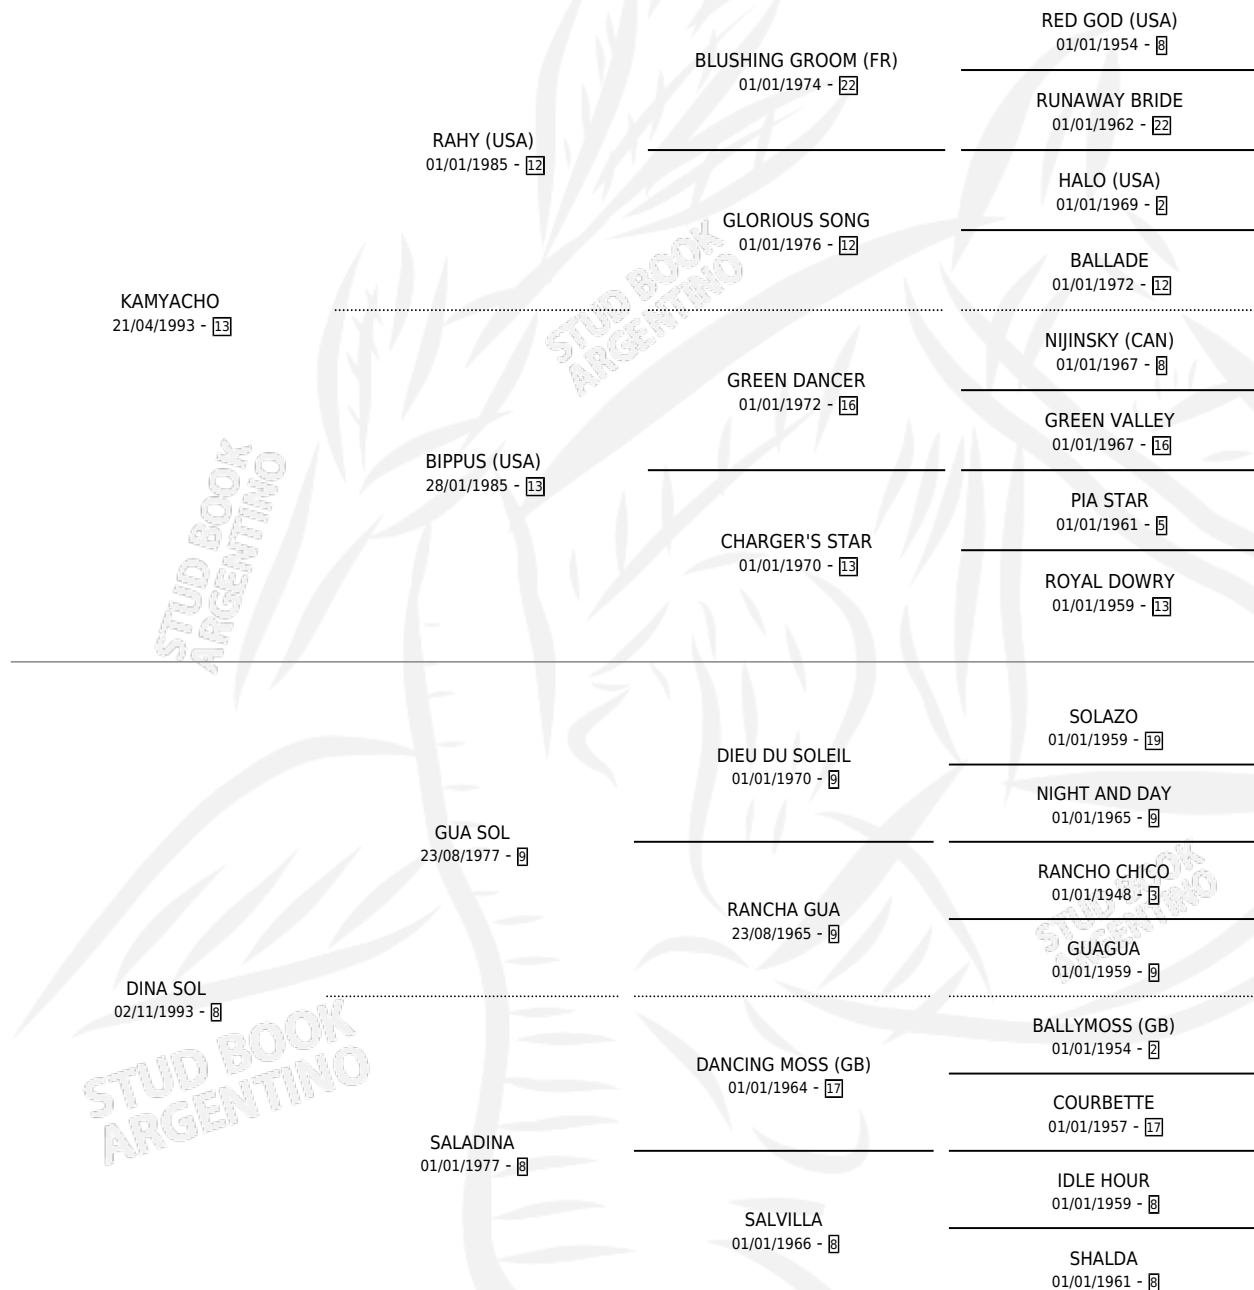 RED GOD (USA)
01/01/1954 - 8
BLUSHING GROOM (FR)
01/01/1974 - 22
RUNAWAY BRIDE
01/01/1962 - 22
RAHY (USA)
01/01/1985 - 12
HALO (USA)
01/01/1969 - 2
GLORIOUS SONG
01/01/1976 - 12
BALLADE
01/01/1972 - 12
KAMYACHO
21/04/1993 - 13
NIJINSKY (CAN)
01/01/1967 - 8
GREEN DANCER
01/01/1972 - 16
GREEN VALLEY
01/01/1967 - 16
BIPPUS (USA)
28/01/1985 - 13
PIA STAR
01/01/1961 - 5
CHARGER'S STAR
01/01/1970 - 13
ROYAL DOWRY
01/01/1959 - 13
SOLAZO
01/01/1959 - 19
DIEU DU SOLEIL
01/01/1970 - 9
NIGHT AND DAY
01/01/1965 - 9
GUA SOL
23/08/1977 - 9
RANCHO CHICO
01/01/1948 - 3
RANCHA GUA
23/08/1965 - 9
GUAGUA
01/01/1959 - 9
DINA SOL
02/11/1993 - 8
BALLYMOSS (GB)
01/01/1954 - 2
DANCING MOSS (GB)
01/01/1964 - 17
COURBETTE
01/01/1957 - 17
SALADINA
01/01/1977 - 8
IDLE HOUR
01/01/1959 - 8
SALVILLA
01/01/1966 - 8
SHALDA
01/01/1961 - 8
STUD BOOK
ARGENTINO
STUD BOOK
ARGENTINO
STUD BOOK
ARGENTINO
STUD BOOK
ARGENTINO